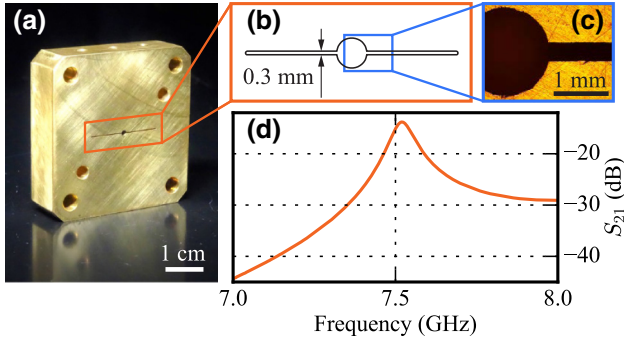 (a)
1 cm
(b)
0.3 mm
(c)
1 mm
(d)
−20
−30
−40
S21 (dB)
7.0
7.5
8.0
Frequency (GHz)